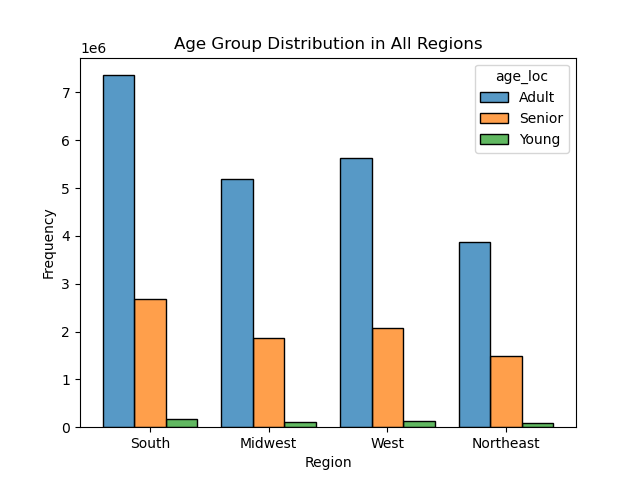 Age Group Distribution in All Regions
1e6
7
6
5
4
3
2
1
0
Frequency
age_loc
Adult
Senior
Young
South Midwest West Northeast
Region